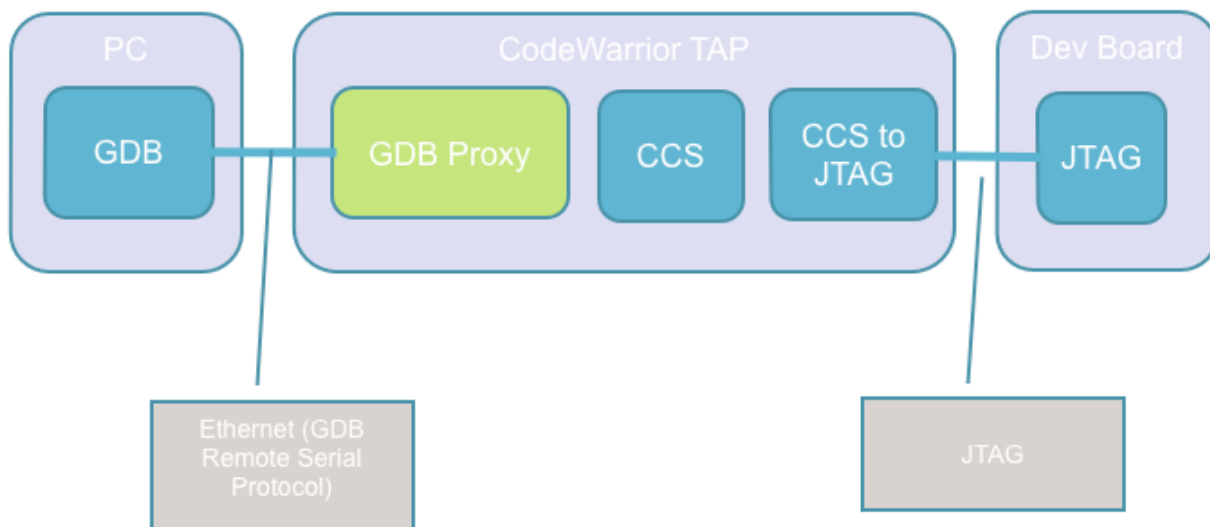 PC
CodeWarrior TAP
Dev Board
GDB
GDB Proxy
CCS
CCS to
JTAG
JTAG
Ethernet (GDB
Remote Serial
Protocol)
JTAG